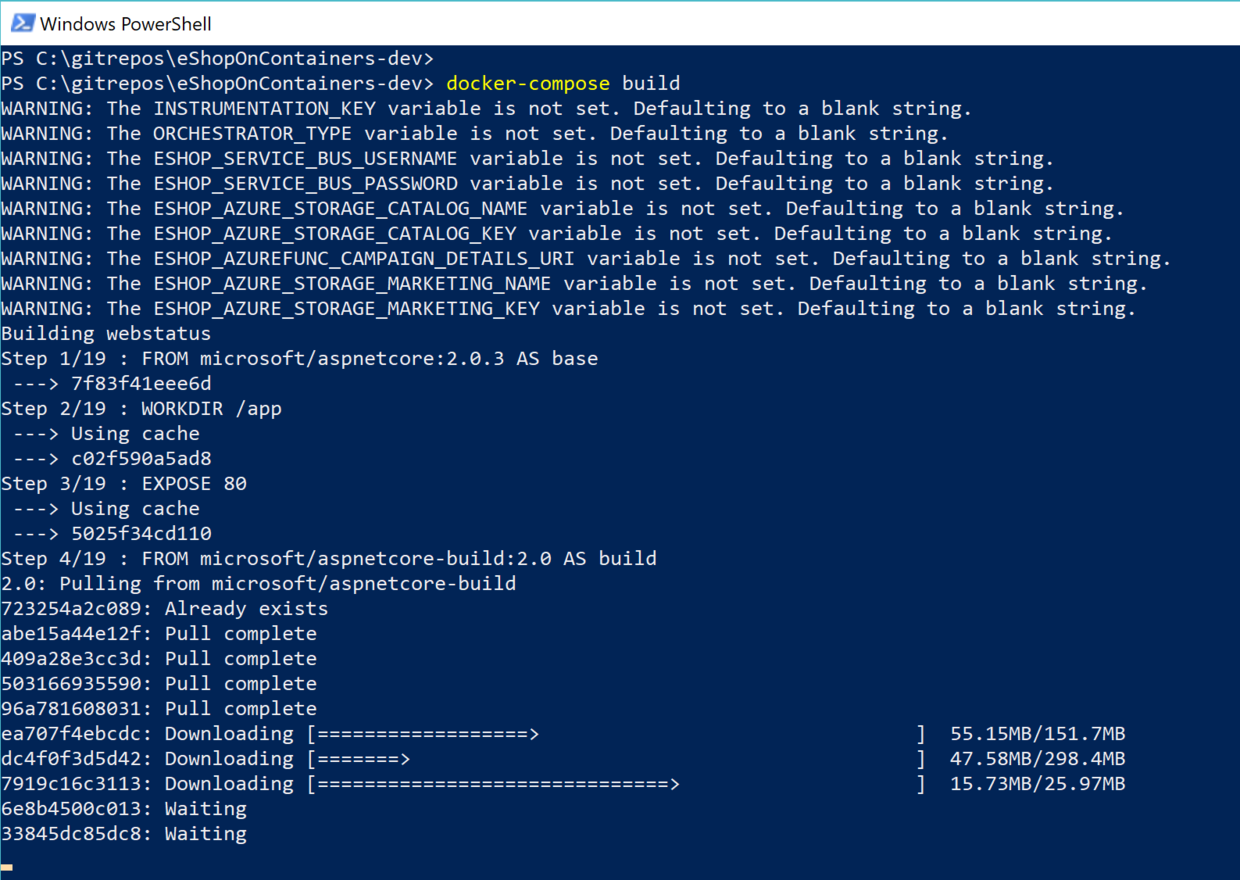 Windows PowerShell
PS C:\gitrepos\eShopOnContainers-dev>
PS C:\gitrepos\eShopOnContainers-dev> docker-compose build
WARNING: The INSTRUMENTATION_KEY variable is not set. Defaulting to a blank string.
WARNING: The ORCHESTRATOR_TYPE variable is not set. Defaulting to a blank string.
WARNING: The ESHOP_SERVICE_BUS_USERNAME variable is not set. Defaulting to a blank string.
WARNING: The ESHOP_SERVICE_BUS_PASSWORD variable is not set. Defaulting to a blank string.
WARNING: The ESHOP_AZURE_STORAGE_CATALOG_NAME variable is not set. Defaulting to a blank string.
WARNING: The ESHOP_AZURE_STORAGE_CATALOG_KEY variable is not set. Defaulting to a blank string.
WARNING: The ESHOP_AZUREFUNC_CAMPAIGN_DETAILS_URI variable is not set. Defaulting to a blank string.
WARNING: The ESHOP_AZURE_STORAGE_MARKETING_NAME variable is not set. Defaulting to a blank string.
WARNING: The ESHOP_AZURE_STORAGE_MARKETING_KEY variable is not set. Defaulting to a blank string.
Building webstatus
Step 1/19 : FROM microsoft/aspnetcore:2.0.3 AS base
 ---> 7f83f41eee6d
Step 2/19 : WORKDIR /app
 ---> Using cache
 ---> c02f590a5ad8
Step 3/19 : EXPOSE 80
 ---> Using cache
 ---> 5025f34cd110
Step 4/19 : FROM microsoft/aspnetcore-build:2.0 AS build
2.0: Pulling from microsoft/aspnetcore-build
723254a2c089: Already exists
abe15a44e12f: Pull complete
409a28e3cc3d: Pull complete
503166935590: Pull complete
96a781608031: Pull complete
ea707f4ebcdc: Downloading [==================>                                ]  55.15MB/151.7MB
dc4f0f3d5d42: Downloading [=======>                                           ]  47.58MB/298.4MB
7919c16c3113: Downloading [==============================>                    ]  15.73MB/25.97MB
6e8b4500c013: Waiting
33845dc85dc8: Waiting